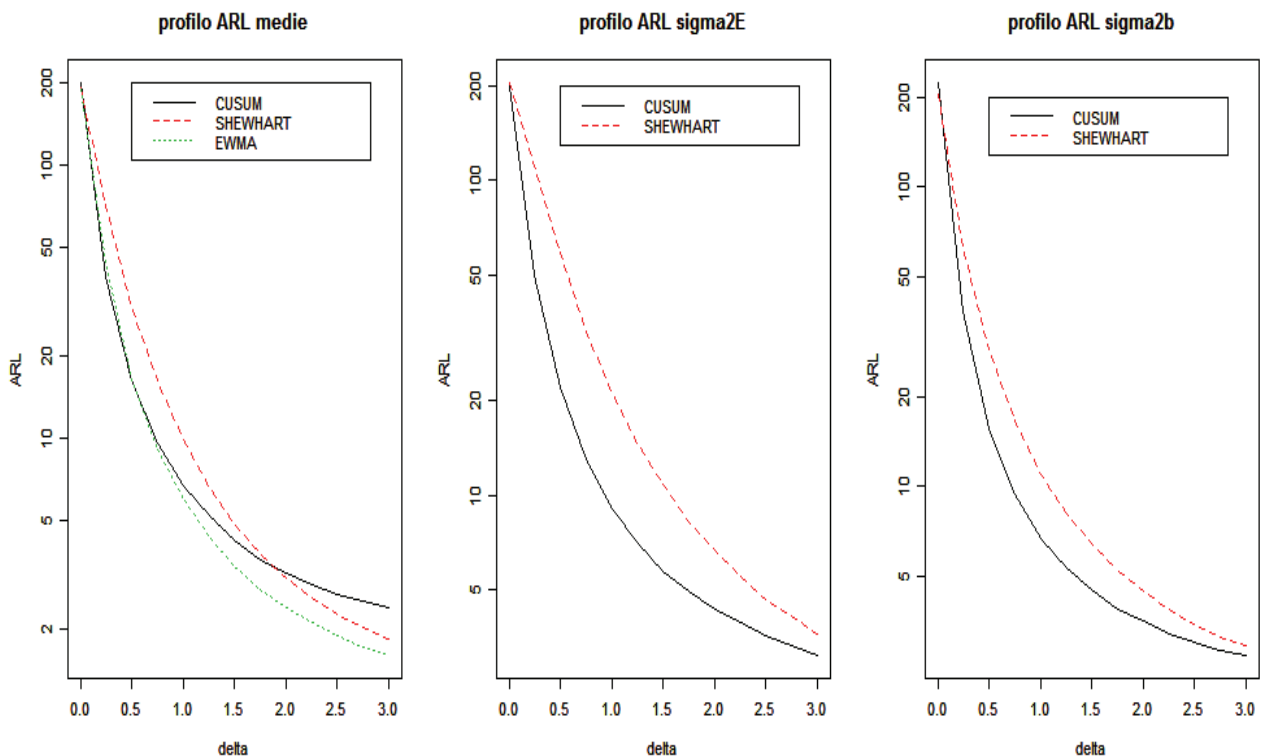 profilo ARL medie
CUSUM
SHEWHART
EWMA
200
100
50
20
10
5
2
ARL
0.0 0.5 1.0 1.5 2.0 2.5 3.0
delta
profilo ARL sigma2E
CUSUM
SHEWHART
200
100
50
20
10
5
ARL
0.0 0.5 1.0 1.5 2.0 2.5 3.0
delta
profilo ARL sigma2b
CUSUM
SHEWHART
200
100
50
20
10
5
ARL
0.0 0.5 1.0 1.5 2.0 2.5 3.0
delta